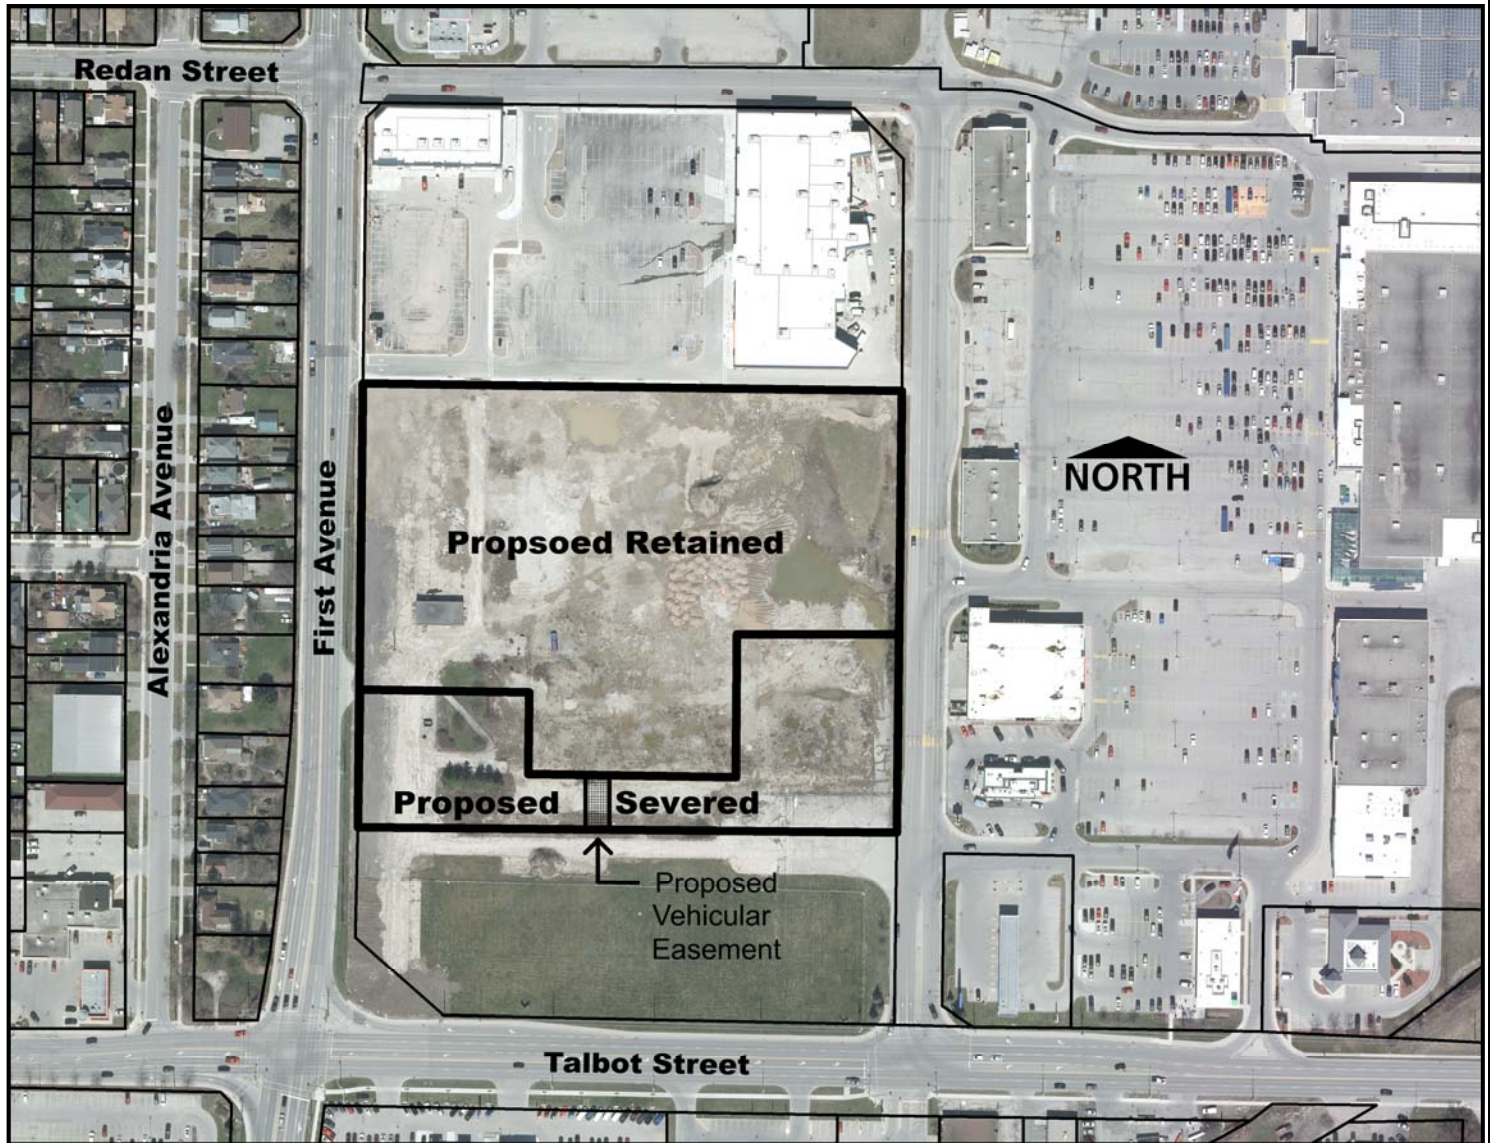 Redan Street
NORTH
Alexandria Avenue
First Avenue
Propsoed Retained
Proposed Severed
Proposed
Vehicular
Easement
Talbot Street